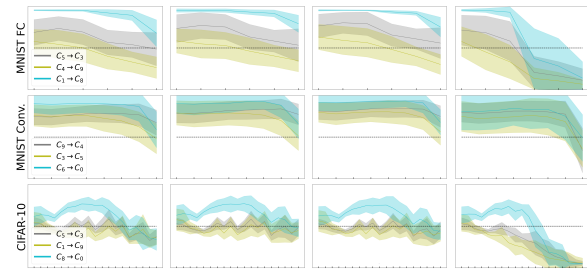 MNIST FC
C₅ → C₃
C₄ → C₉
C₁ → C₈
MNIST Conv.
C₉ → C₄
C₃ → C₅
C₆ → C₀
CIFAR-10
C₅ → C₃
C₁ → C₉
C₈ → C₀